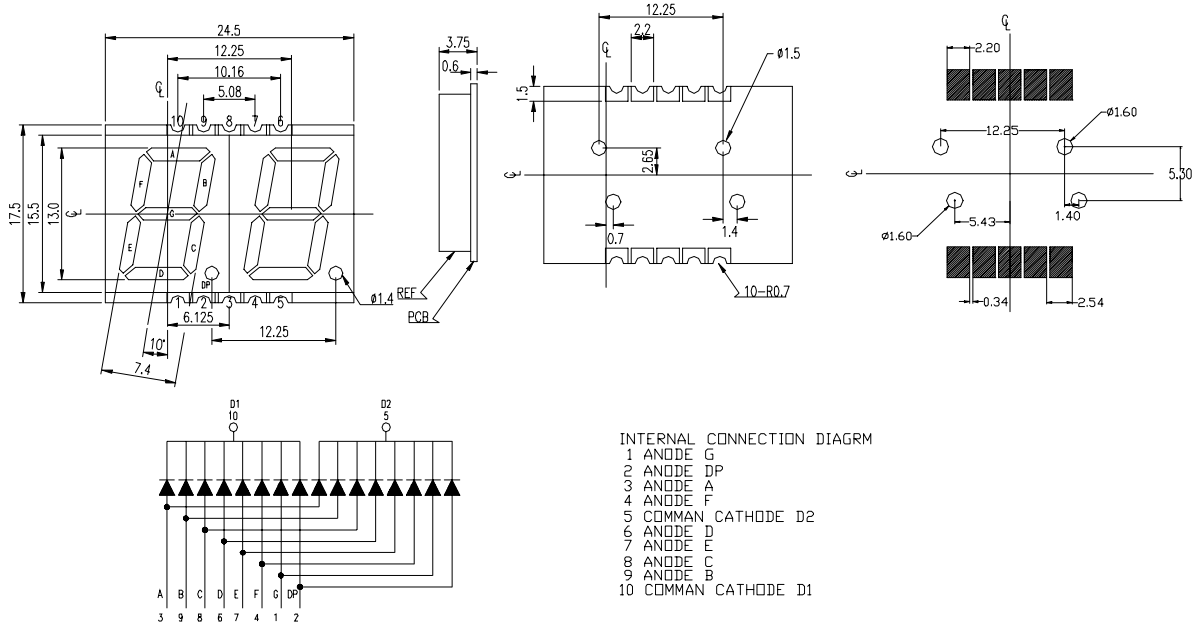 24.5
12.25
10.16
5.08
℄
10 9 8 7 6
17.5
15.5
13.0
℄
A
F
B
G
E
C
D
DP
1 2 3 4 5
ø1.4
6.125
12.25
10°
7.4
3.75
0.6
REF
PCB
12.25
2.2
℄
ø1.5
1.5
2.65
℄
0.7
1.4
10-R0.7
℄
2.20
ø1.60
12.25
℄
5.30
5.43
1.40
ø1.60
0.34
2.54
D1
10
D2
5
A B C D E F G DP
3 9 8 6 7 4 1 2
INTERNAL CONNECTION DIAGRM
1 ANODE G
2 ANODE DP
3 ANODE A
4 ANODE F
5 COMMAN CATHODE D2
6 ANODE D
7 ANODE E
8 ANODE C
9 ANODE B
10 COMMAN CATHODE D1